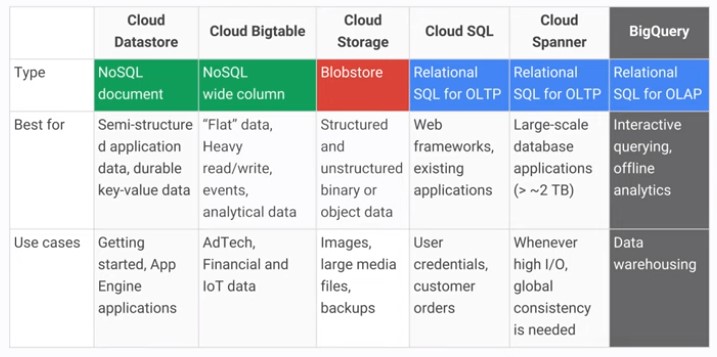 Cloud Datastore
Cloud Bigtable
Cloud Storage
Cloud SQL
Cloud Spanner
BigQuery
Type
NoSQL
document
NoSQL
wide column
Blobstore
Relational
SQL for OLTP
Relational
SQL for OLTP
Relational
SQL for OLAP
Best for
Semi-structure
d application
data, durable
key-value data
“Flat” data,
Heavy
read/write,
events,
analytical data
Structured
and
unstructured
binary or
object data
Web
frameworks,
existing
applications
Large-scale
database
applications
(> ~2 TB)
Interactive
querying,
offline
analytics
Use cases
Getting
started, App
Engine
applications
AdTech,
Financial and
IoT data
Images,
large media
files,
backups
User
credentials,
customer
orders
Whenever
high I/O,
global
consistency
is needed
Data
warehousing